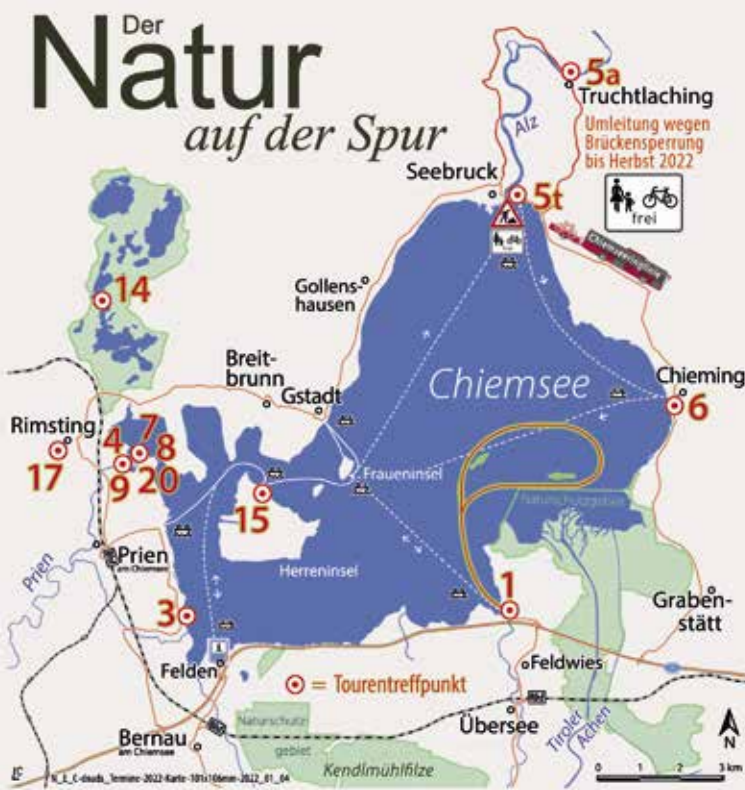 Der
Natur
auf der Spur
5a
Truchtlaching
Alz
Umleitung wegen
Brückensperrung
bis Herbst 2022
frei
Seebruck
5t
Chiemseeringlinie
14
Gollens-
hausen
Breit-
brunn
Gstadt
Chiemsee
Chieming
6
Rimsting
17
4
7
8
9
20
Fraueninsel
15
Naturschutzgebiet
Herreninsel
Prien
Prien
am Chiemsee
3
1
Graben-
stätt
Felden
Feldwies
= Tourentreffpunkt
Übersee
Tiroler
Achen
Bernau
am Chiemsee
Naturschutz-
gebiet
Kendlmühlfilze
N
0 1 2 3 km